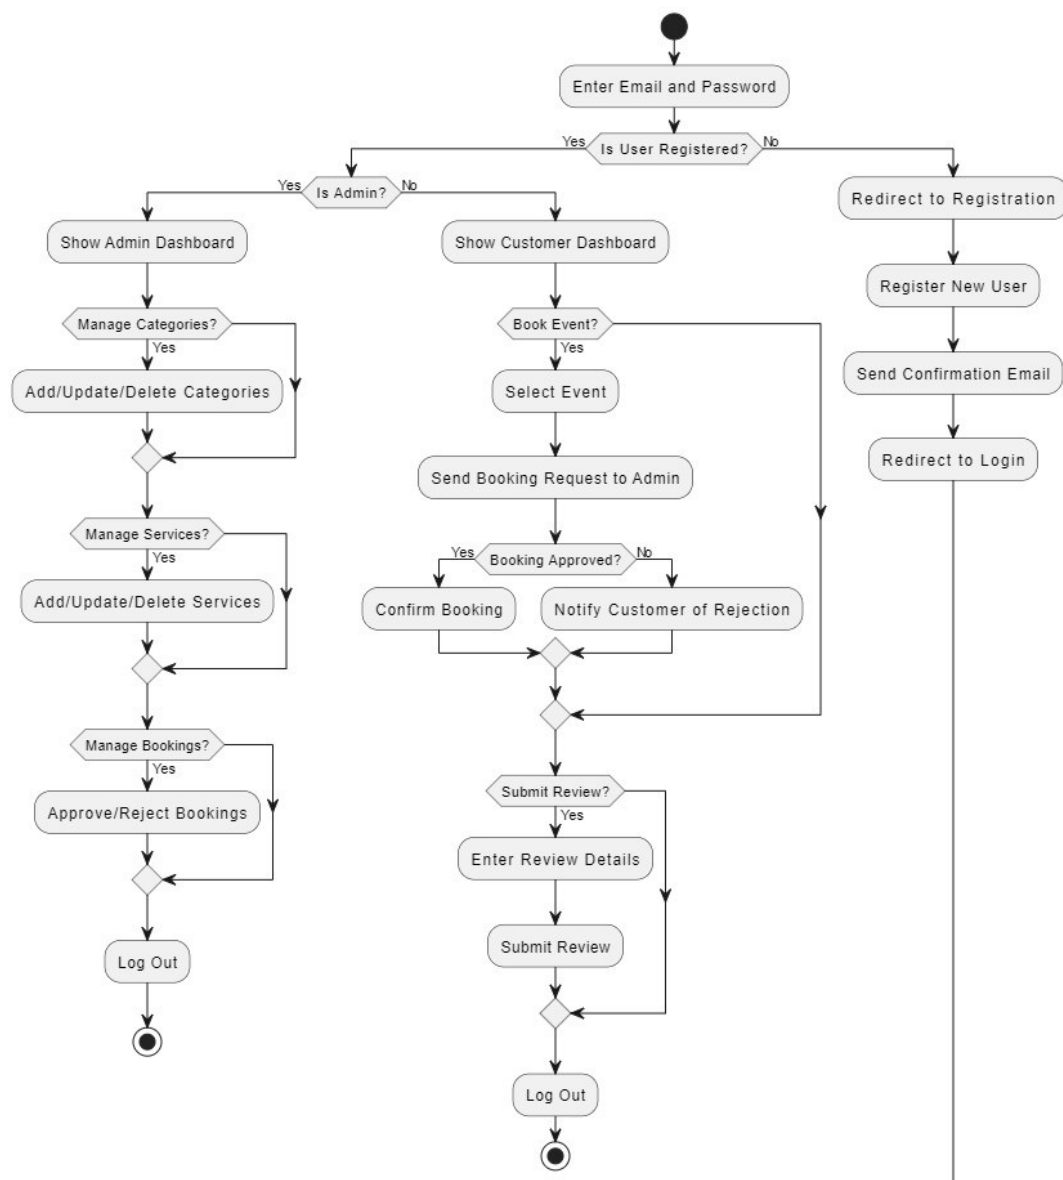 Enter Email and Password
Yes
Is User Registered?
No
Yes
Is Admin?
No
Redirect to Registration
Show Admin Dashboard
Show Customer Dashboard
Register New User
Manage Categories?
Yes
Book Event?
Yes
Send Confirmation Email
Add/Update/Delete Categories
Select Event
Redirect to Login
Send Booking Request to Admin
Manage Services?
Yes
Yes
Booking Approved?
No
Add/Update/Delete Services
Confirm Booking
Notify Customer of Rejection
Manage Bookings?
Yes
Submit Review?
Yes
Approve/Reject Bookings
Enter Review Details
Submit Review
Log Out
Log Out